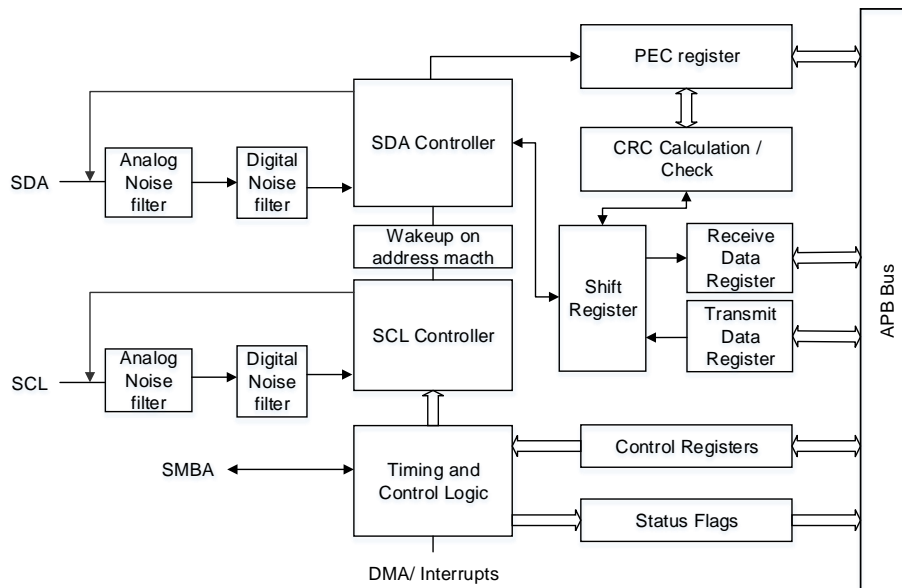 PEC register
SDA Controller
CRC Calculation /
Check
SDA
Analog
Noise
filter
Digital
Noise
filter
Wakeup on
address macth
Shift
Register
Receive
Data
Register
Transmit
Data
Register
APB Bus
SCL Controller
SCL
Analog
Noise
filter
Digital
Noise
filter
SMBA
Timing and
Control Logic
Control Registers
Status Flags
DMA/ Interrupts